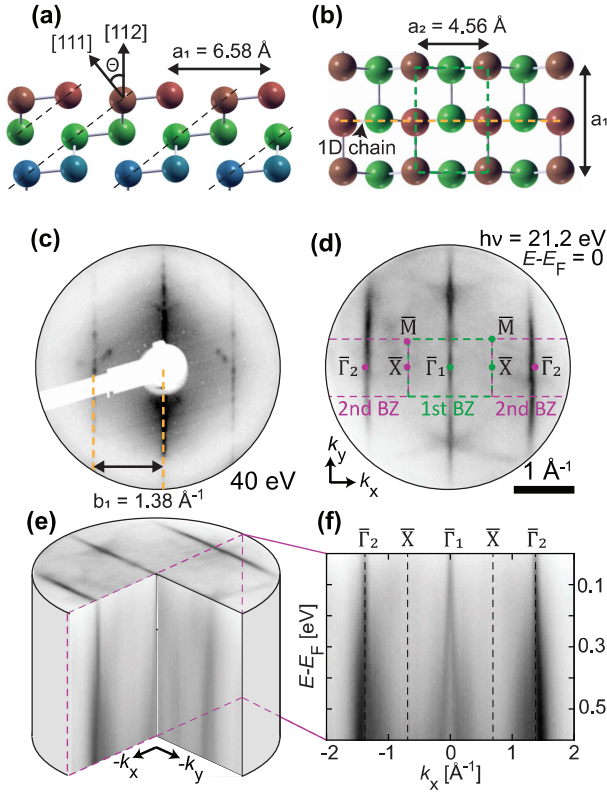 (a)
[111]
[112]
Θ
a₁ = 6.58 Å
(b)
a₂ = 4.56 Å
1D chain
a₁
(c)
b₁ = 1.38 Å⁻¹
40 eV
(d)
hν = 21.2 eV
E-E_F = 0
M̅
M̅
Γ̅₂
X̅
Γ̅₁
X̅
Γ̅₂
2nd BZ
1st BZ
2nd BZ
k_y
k_x
1 Å⁻¹
(e)
-k_x
-k_y
(f)
Γ̅₂
X̅
Γ̅₁
X̅
Γ̅₂
E-E_F [eV]
0.1
0.3
0.5
-2
-1
0
1
2
k_x [Å⁻¹]